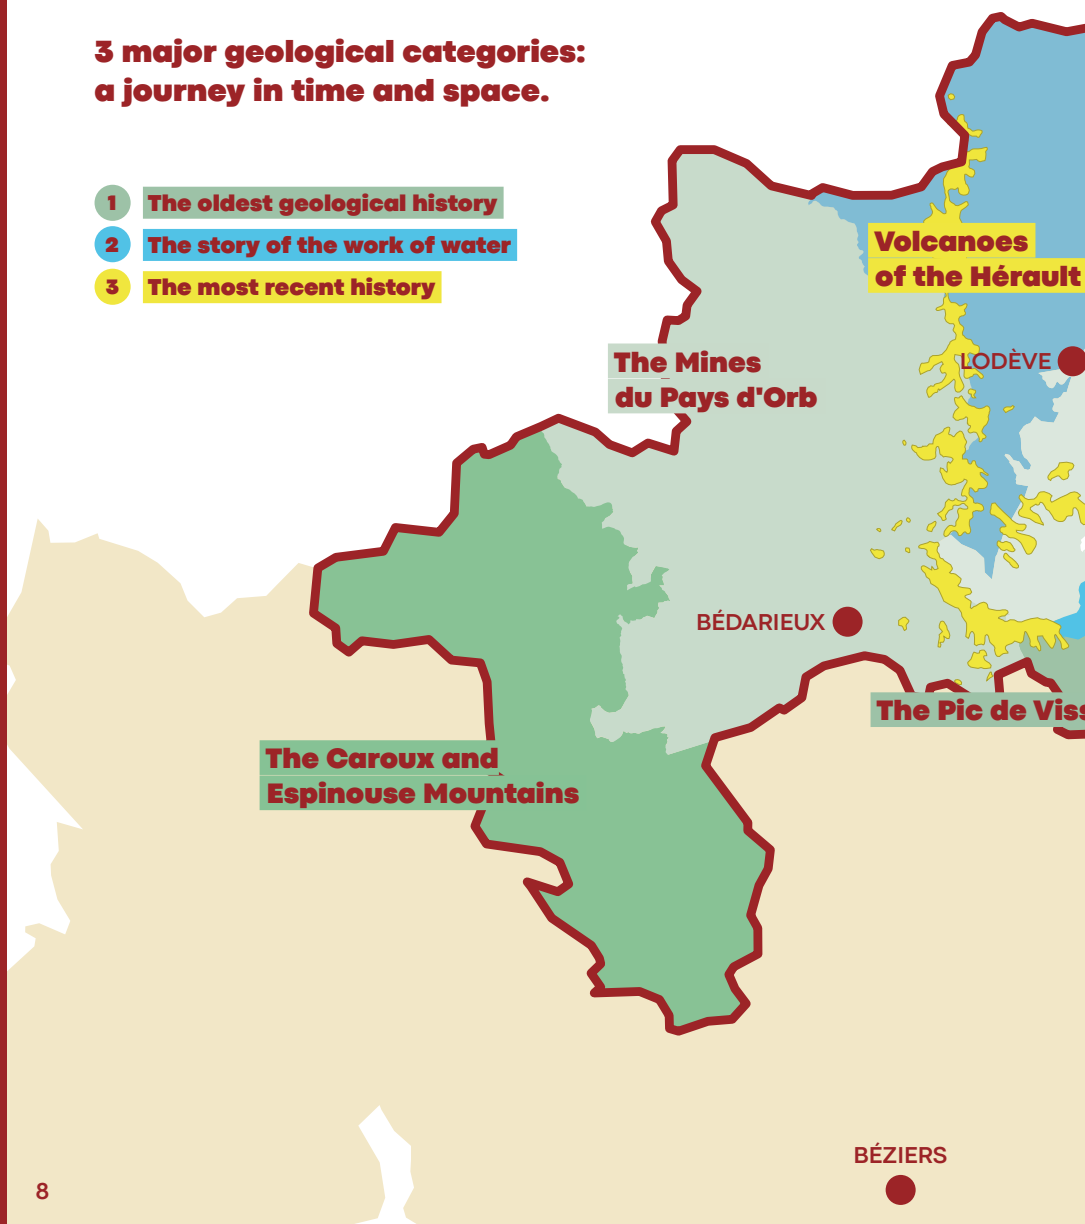 3 major geological categories:
a journey in time and space.
1 The oldest geological history
2 The story of the work of water
3 The most recent history
Volcanoes
of the Hérault
LODÈVE
The Mines
du Pays d'Orb
BÉDARIEUX
The Pic de Viss
The Caroux and
Espinouse Mountains
BÉZIERS
8